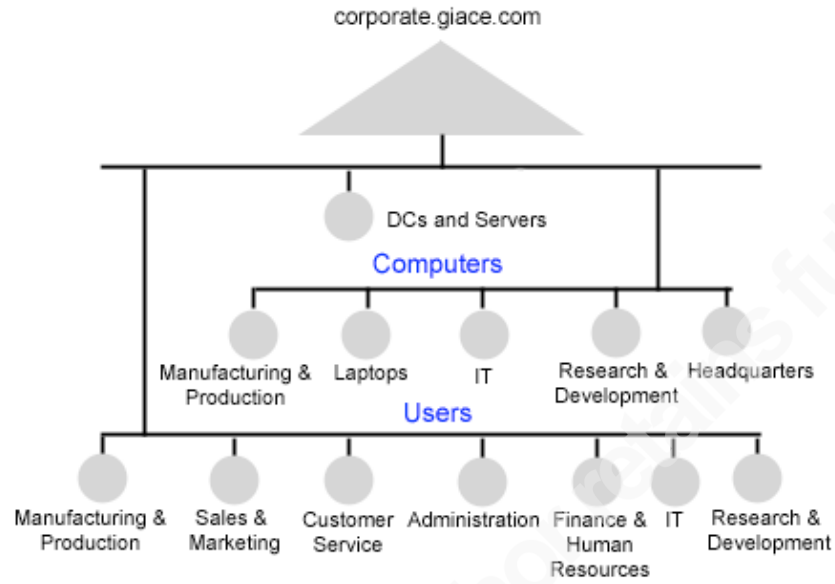 corporate.giace.com
DCs and Servers
Computers
Manufacturing &
Production
Laptops
IT
Research &
Development
Headquarters
Users
Manufacturing &
Production
Sales &
Marketing
Customer
Service
Administration
Finance &
Human
Resources
IT
Research &
Development
retains